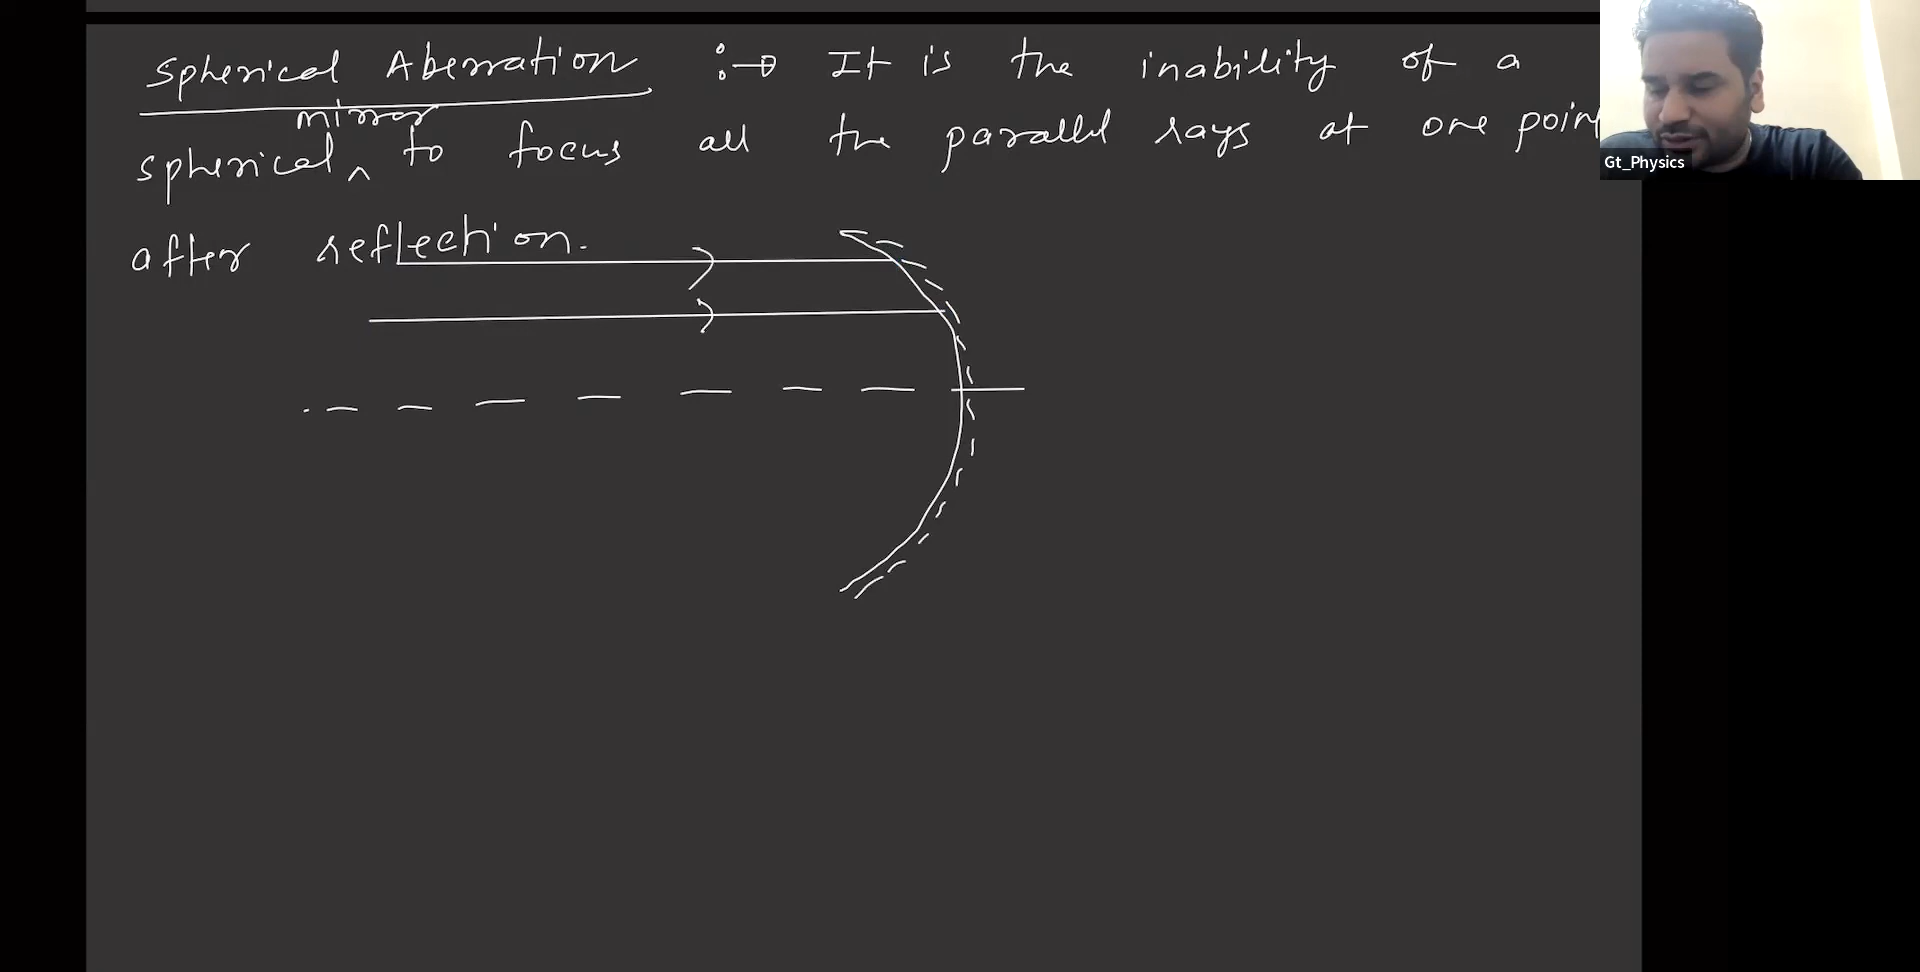 Spherical Aberration :→ It is the inability of a
spherical ^ mirror to focus all the parallel rays at one poin
after reflection.
Gt_Physics